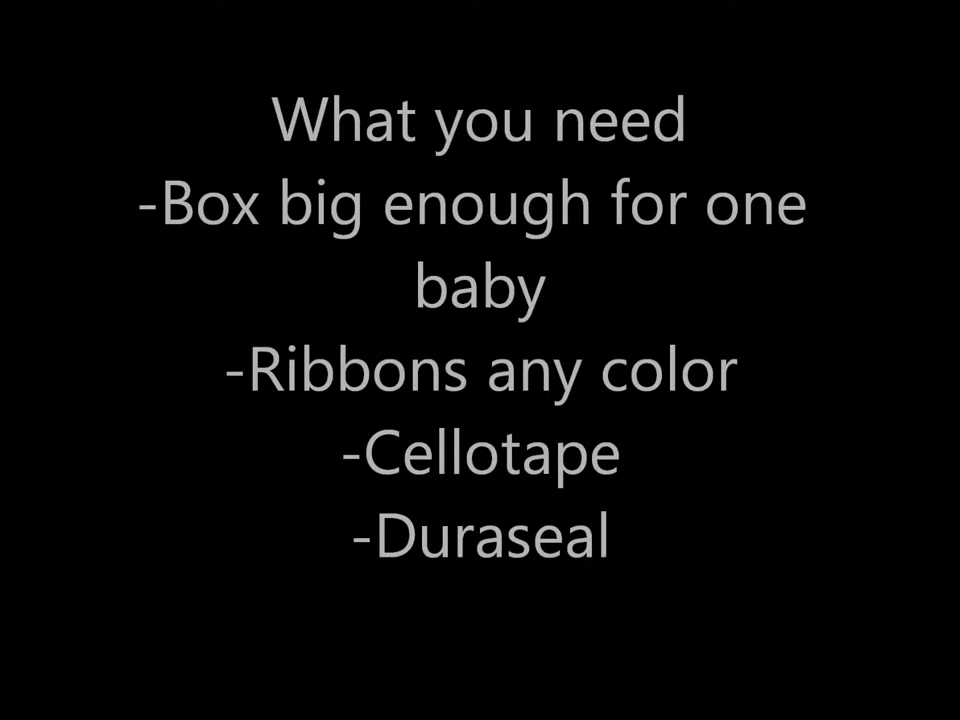 What you need
-Box big enough for one
baby
-Ribbons any color
-Cellotape
-Duraseal